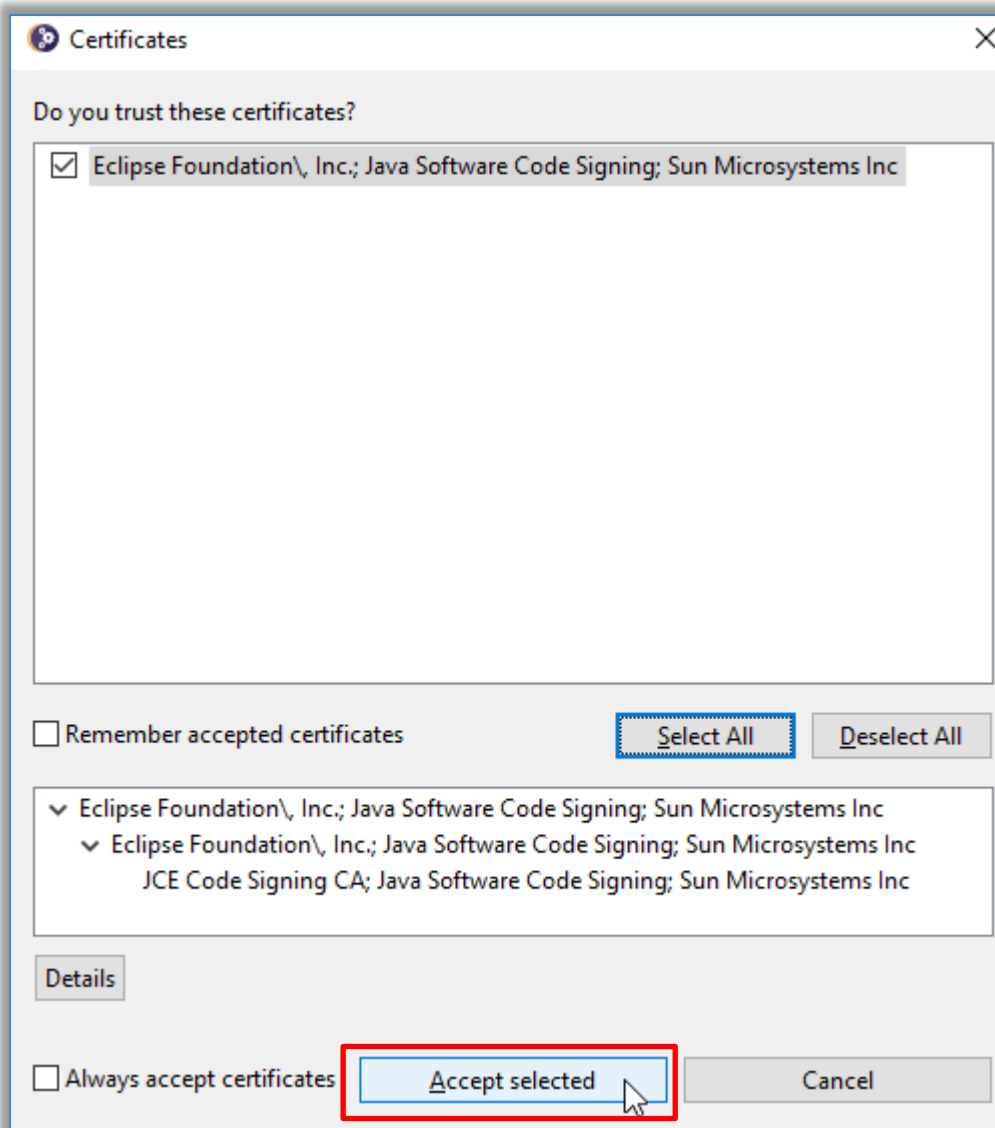 Certificates
Do you trust these certificates?
Eclipse Foundation\, Inc.; Java Software Code Signing; Sun Microsystems Inc
Remember accepted certificates
Select All
Deselect All
Eclipse Foundation\, Inc.; Java Software Code Signing; Sun Microsystems Inc
Eclipse Foundation\, Inc.; Java Software Code Signing; Sun Microsystems Inc
JCE Code Signing CA; Java Software Code Signing; Sun Microsystems Inc
Details
Always accept certificates
Accept selected
Cancel